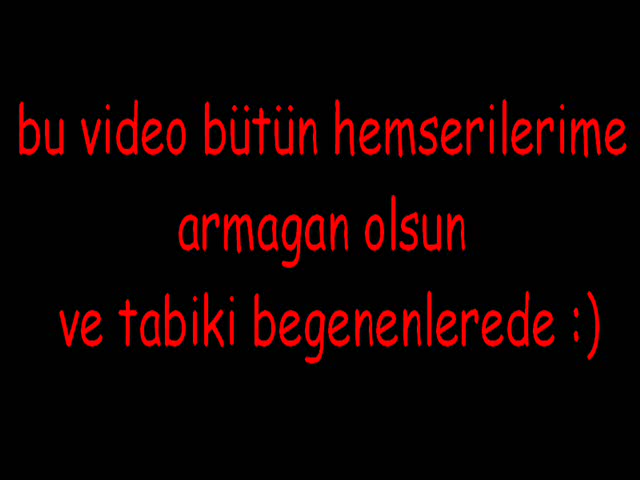 bu video bütün hemserilerime
armagan olsun
ve tabiki begenenlerede :)